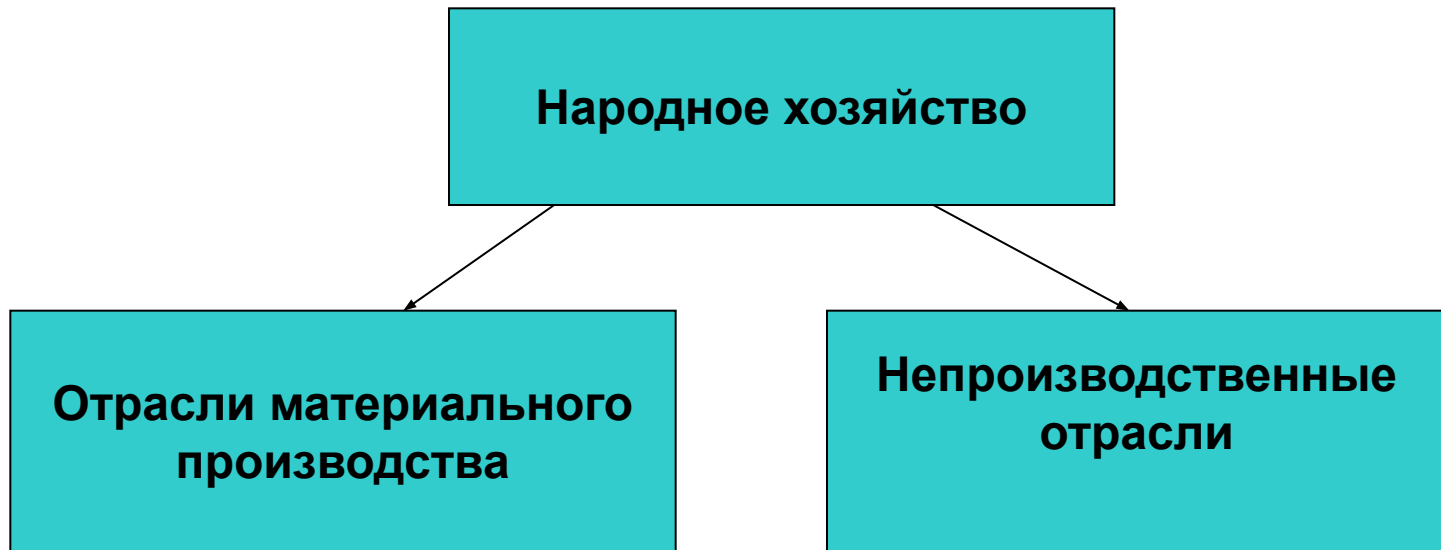 Народное хозяйство
Отрасли материального
производства
Непроизводственные
отрасли